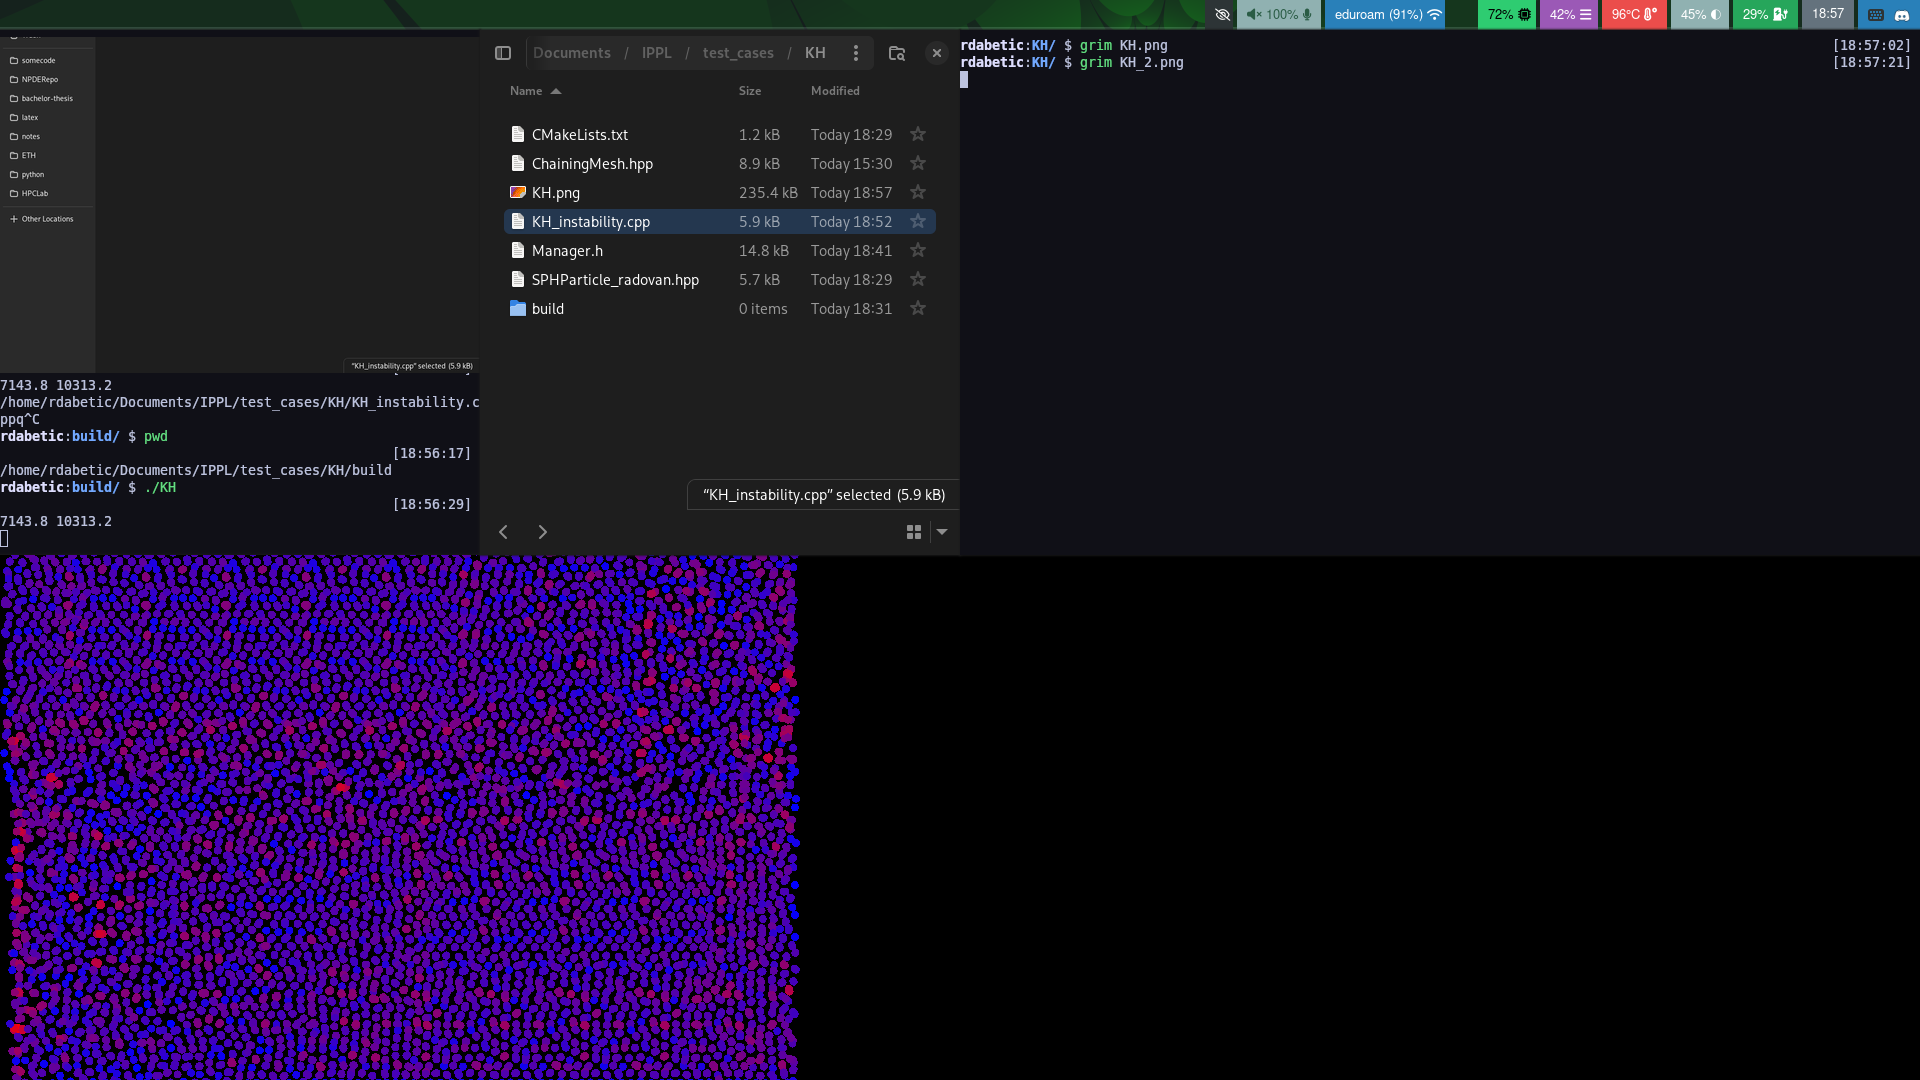 100%
eduroam (91%)
72%
42%
96°C
45%
29%
18:57
somecode
NPDERepo
bachelor-thesis
latex
notes
ETH
python
HPCLab
Other Locations
"KH_instability.cpp" selected (5.9 kB)
7143.8 10313.2
/home/rdabetic/Documents/IPPL/test_cases/KH/KH_instability.c
ppq^C
rdabetic:build/ $ pwd
[18:56:17]
/home/rdabetic/Documents/IPPL/test_cases/KH/build
rdabetic:build/ $ ./KH
[18:56:29]
7143.8 10313.2
Documents / IPPL / test_cases / KH
Name Size Modified
CMakeLists.txt 1.2 kB Today 18:29
ChainingMesh.hpp 8.9 kB Today 15:30
KH.png 235.4 kB Today 18:57
KH_instability.cpp 5.9 kB Today 18:52
Manager.h 14.8 kB Today 18:41
SPHParticle_radovan.hpp 5.7 kB Today 18:29
build 0 items Today 18:31
“KH_instability.cpp” selected (5.9 kB)
rdabetic:KH/ $ grim KH.png [18:57:02]
rdabetic:KH/ $ grim KH_2.png [18:57:21]